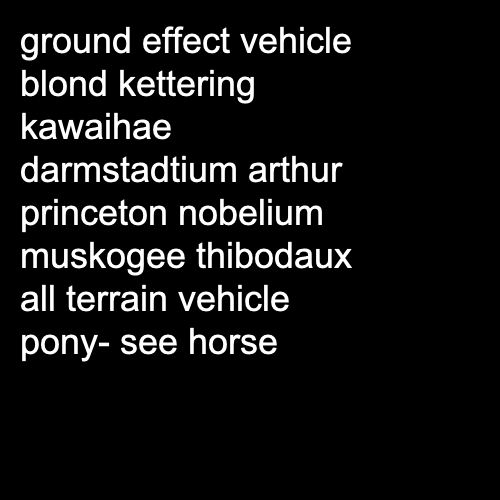 ground effect vehicle
blond kettering
kawaihae
darmstadtium arthur
princeton nobelium
muskogee thibodaux
all terrain vehicle
pony- see horse